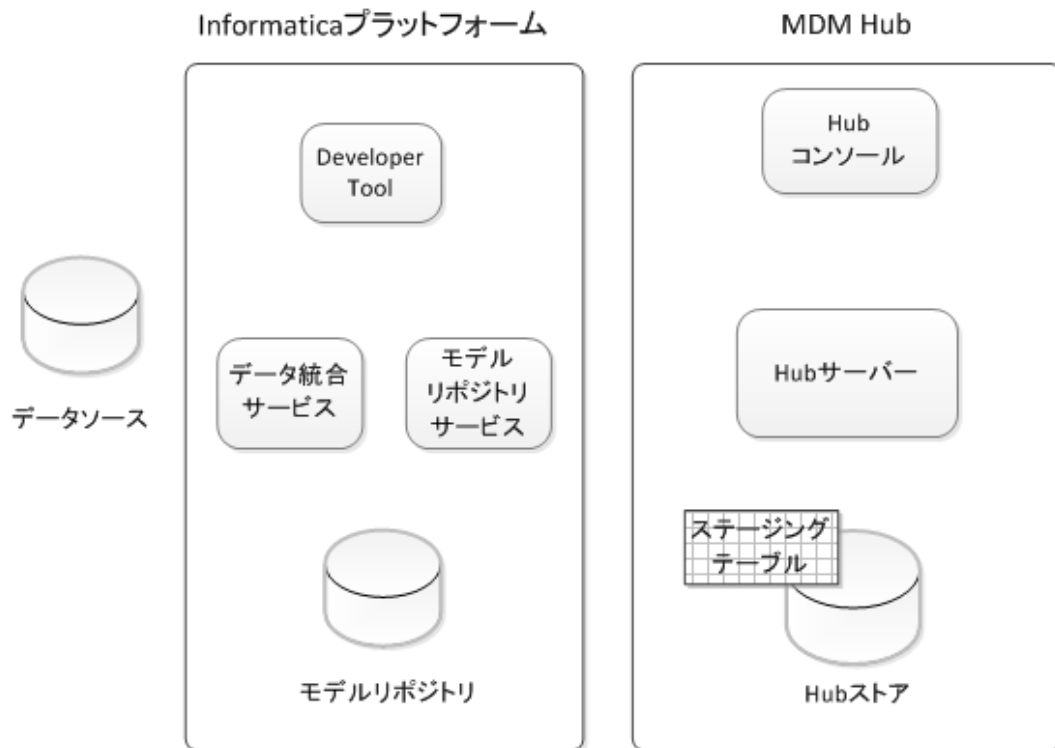 Informaticaプラットフォーム
MDM Hub
Developer
Tool
Hub
コンソール
データソース
データ統合
サービス
モデル
リポジトリ
サービス
Hubサーバー
ステージング
テーブル
モデルリポジトリ
Hubストア